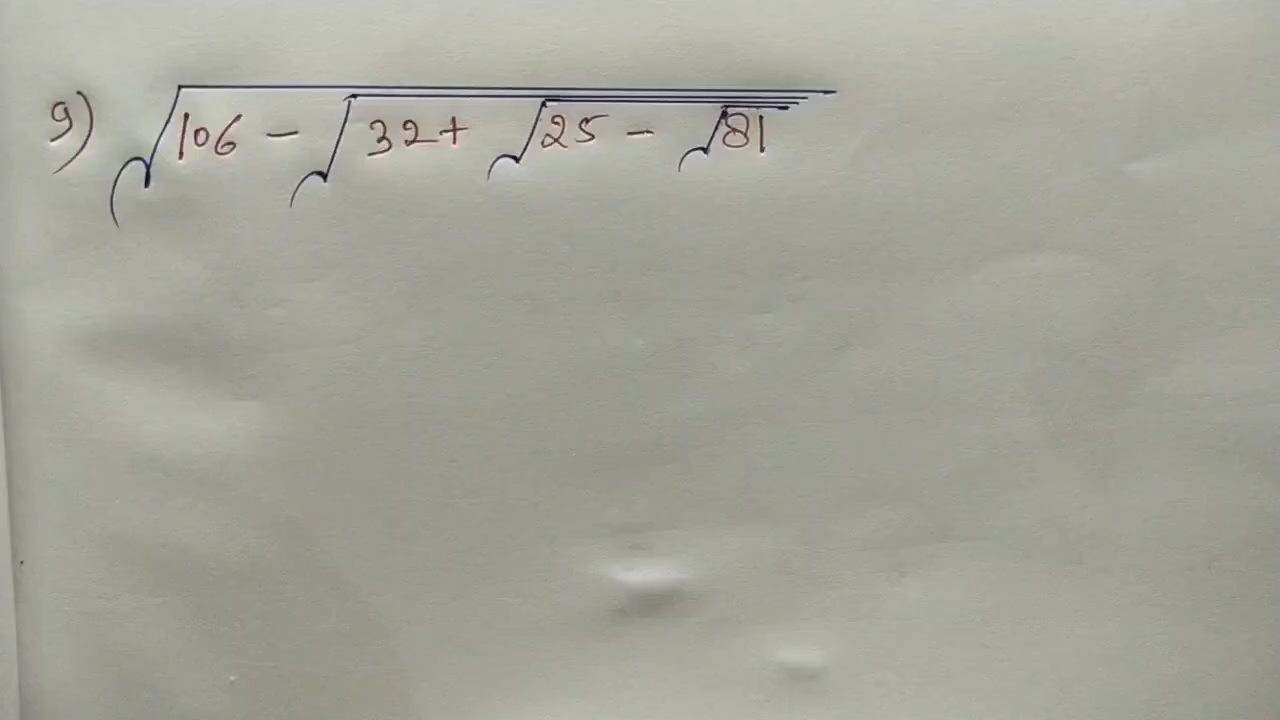 9) √106 - √32+ √25 - √81